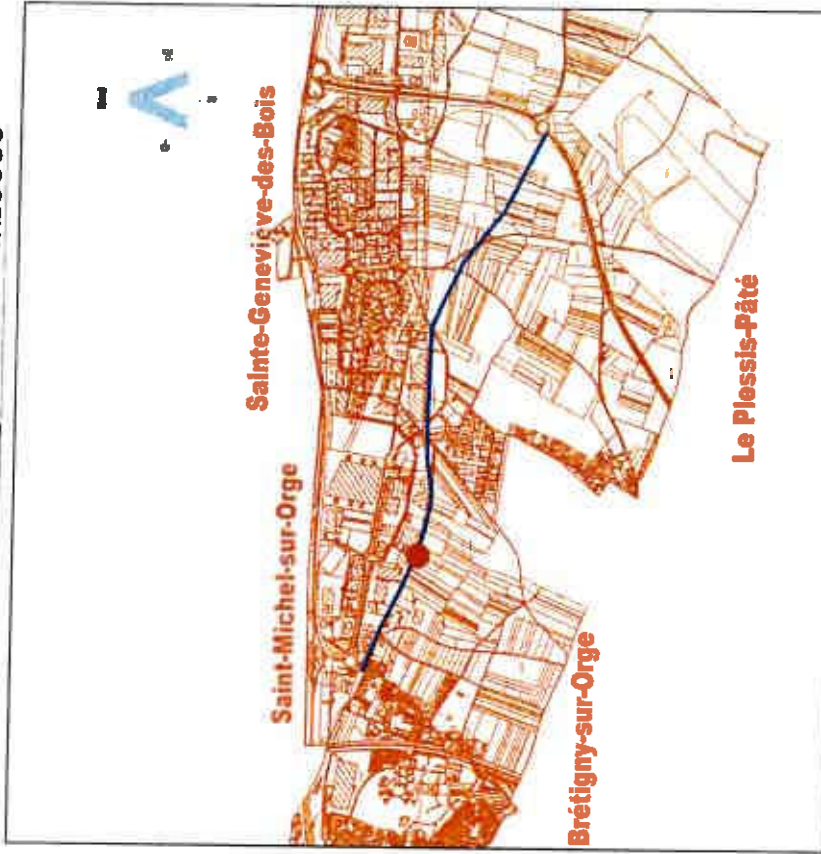 Sainte-Geneviève-des-Bois
Saint-Michel-sur-Orge
Le Plessis-Pâté
Brétigny-sur-Orge